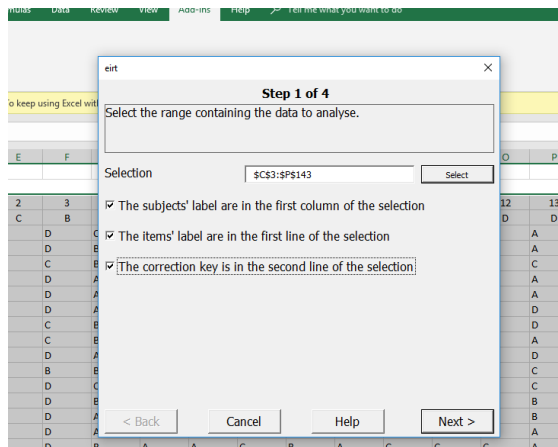 mulas Data Review View Add-ins Help Tell me what you want to do
eirt
Step 1 of 4
o keep using Excel wit
Select the range containing the data to analyse.
Selection $C$3:$P$143 Select
E F O P
The subjects' label are in the first column of the selection
2 3 12 13
C B D D
The items' label are in the first line of the selection
D C A
D B A
The correction key is in the second line of the selection
C B C
D A A
D A A
D A D
C B D
C B A
D A D
B B C
D C C
D A B
D A B
< Back Cancel Help Next >
D A A
D B A A C B A C C C A